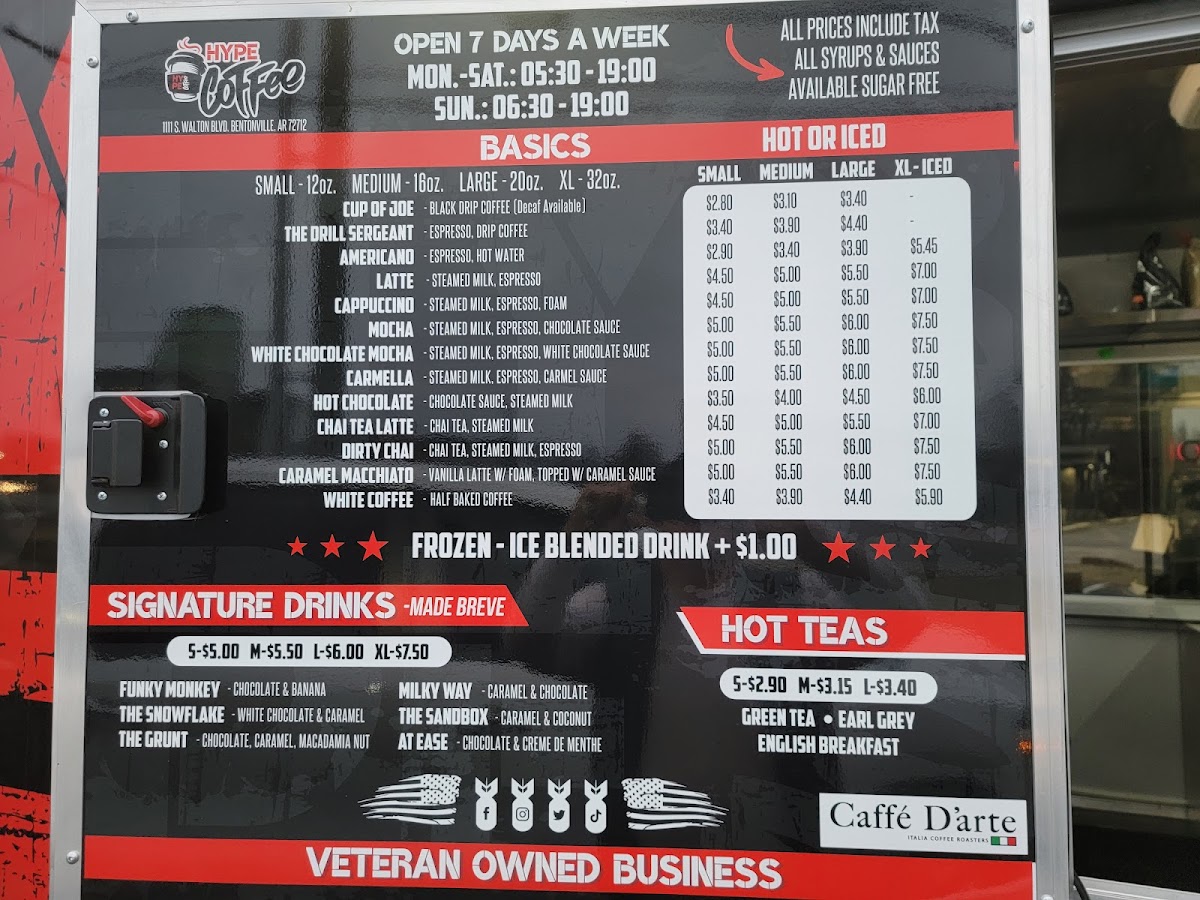 HYPE
COFFEE
1111 S. WALTON BLVD. BENTONVILLE, AR 72712
OPEN 7 DAYS A WEEK
MON.-SAT.: 05:30 - 19:00
SUN.: 06:30 - 19:00
ALL PRICES INCLUDE TAX
ALL SYRUPS & SAUCES
AVAILABLE SUGAR FREE
BASICS HOT OR ICED
SMALL - 12oz. MEDIUM - 16oz. LARGE - 20oz. XL - 32oz.
SMALL MEDIUM LARGE XL-ICED
CUP OF JOE - BLACK DRIP COFFEE (Decaf Available) $2.80 $3.10 $3.40 -
THE DRILL SERGEANT - ESPRESSO, DRIP COFFEE $3.40 $3.90 $4.40 -
AMERICANO - ESPRESSO, HOT WATER $2.90 $3.40 $3.90 $5.45
LATTE - STEAMED MILK, ESPRESSO $4.50 $5.00 $5.50 $7.00
CAPPUCCINO - STEAMED MILK, ESPRESSO, FOAM $4.50 $5.00 $5.50 $7.00
MOCHA - STEAMED MILK, ESPRESSO, CHOCOLATE SAUCE $5.00 $5.50 $6.00 $7.50
WHITE CHOCOLATE MOCHA - STEAMED MILK, ESPRESSO, WHITE CHOCOLATE SAUCE $5.00 $5.50 $6.00 $7.50
CARMELLA - STEAMED MILK, ESPRESSO, CARMEL SAUCE $5.00 $5.50 $6.00 $7.50
HOT CHOCOLATE - CHOCOLATE SAUCE, STEAMED MILK $3.50 $4.00 $4.50 $6.00
CHAI TEA LATTE - CHAI TEA, STEAMED MILK $4.50 $5.00 $5.50 $7.00
DIRTY CHAI - CHAI TEA, STEAMED MILK, ESPRESSO $5.00 $5.50 $6.00 $7.50
CARAMEL MACCHIATO - VANILLA LATTE W/ FOAM, TOPPED W/ CARAMEL SAUCE $5.00 $5.50 $6.00 $7.50
WHITE COFFEE - HALF BAKED COFFEE $3.40 $3.90 $4.40 $5.90
FROZEN - ICE BLENDED DRINK + $1.00
SIGNATURE DRINKS -MADE BREVE
S-$5.00 M-$5.50 L-$6.00 XL-$7.50
FUNKY MONKEY - CHOCOLATE & BANANA
THE SNOWFLAKE - WHITE CHOCOLATE & CARAMEL
THE GRUNT - CHOCOLATE, CARAMEL, MACADAMIA NUT
MILKY WAY - CARAMEL & CHOCOLATE
THE SANDBOX - CARAMEL & COCONUT
AT EASE - CHOCOLATE & CREME DE MENTHE
HOT TEAS
S-$2.90 M-$3.15 L-$3.40
GREEN TEA • EARL GREY
ENGLISH BREAKFAST
Caffé D'arte
ITALIA COFFEE ROASTERS
VETERAN OWNED BUSINESS